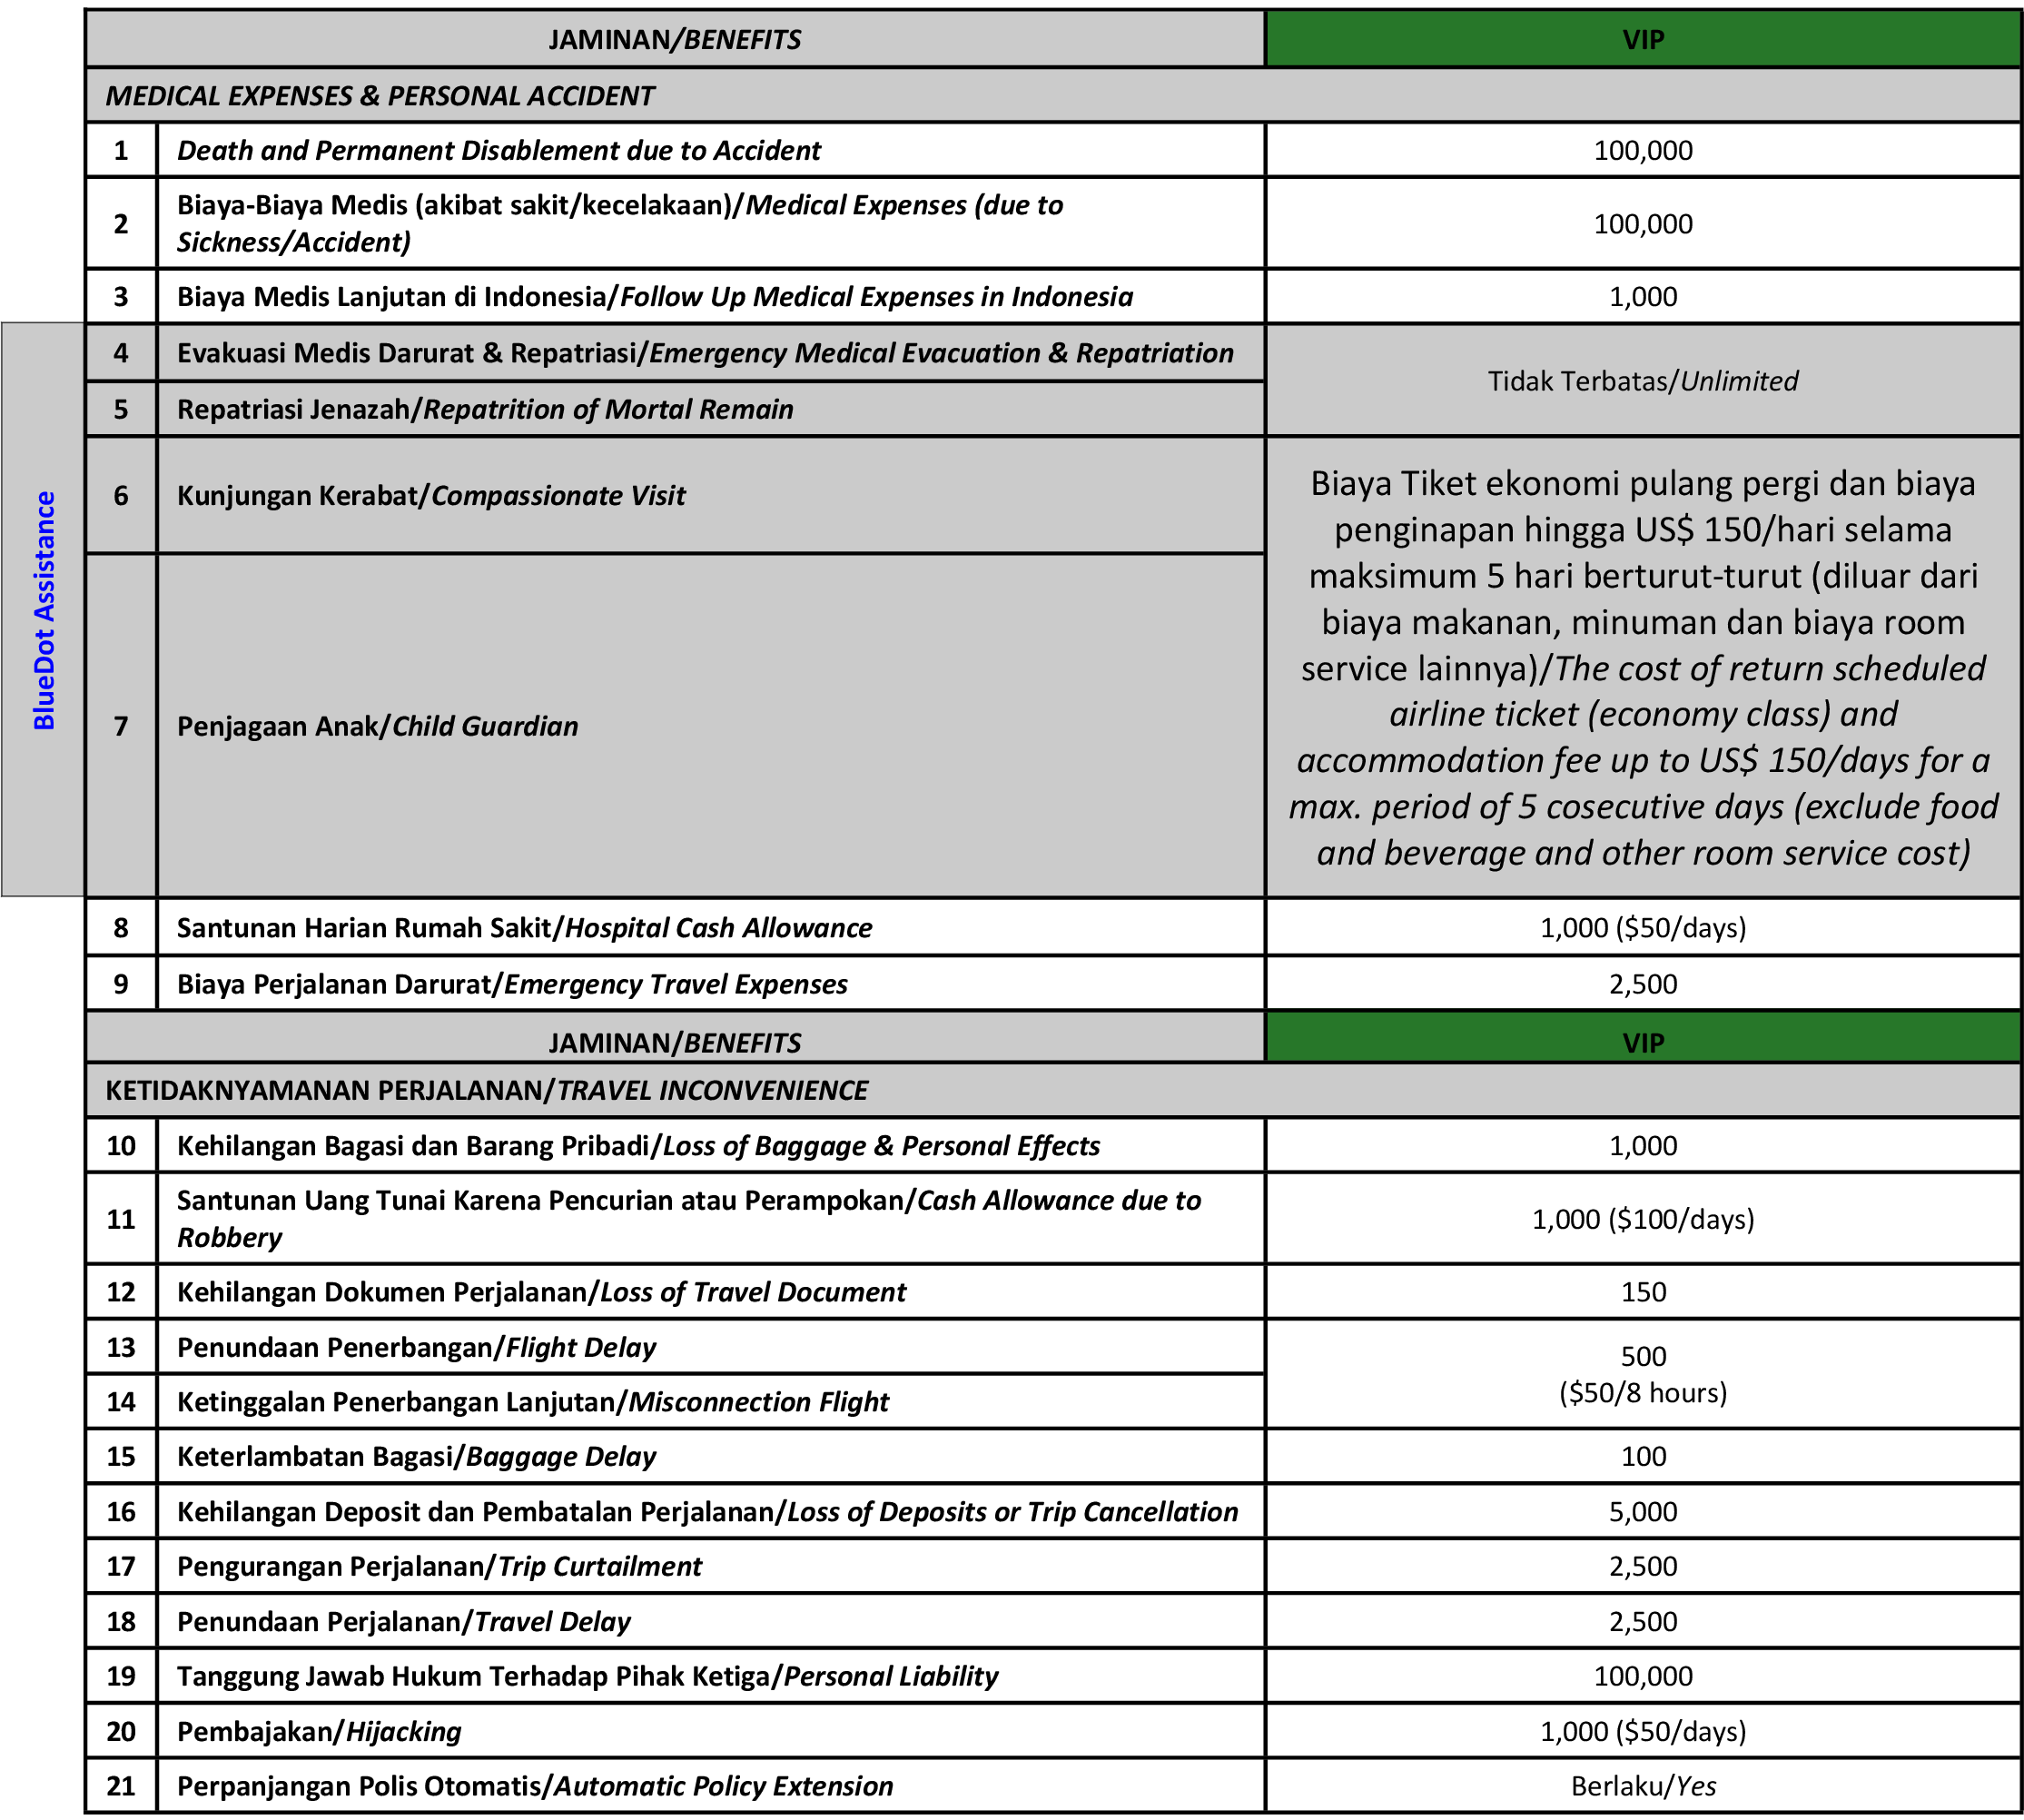 JAMINAN/BENEFITS
VIP
MEDICAL EXPENSES & PERSONAL ACCIDENT
1
Death and Permanent Disablement due to Accident
100,000
2
Biaya-Biaya Medis (akibat sakit/kecelakaan)/Medical Expenses (due to
Sickness/Accident)
100,000
3
Biaya Medis Lanjutan di Indonesia/Follow Up Medical Expenses in Indonesia
1,000
BlueDot Assistance
4
Evakuasi Medis Darurat & Repatriasi/Emergency Medical Evacuation & Repatriation
5
Repatriasi Jenazah/Repatrition of Mortal Remain
Tidak Terbatas/Unlimited
6
Kunjungan Kerabat/Compassionate Visit
7
Penjagaan Anak/Child Guardian
Biaya Tiket ekonomi pulang pergi dan biaya
penginapan hingga US$ 150/hari selama
maksimum 5 hari berturut-turut (diluar dari
biaya makanan, minuman dan biaya room
service lainnya)/The cost of return scheduled
airline ticket (economy class) and
accommodation fee up to US$ 150/days for a
max. period of 5 cosecutive days (exclude food
and beverage and other room service cost)
8
Santunan Harian Rumah Sakit/Hospital Cash Allowance
1,000 ($50/days)
9
Biaya Perjalanan Darurat/Emergency Travel Expenses
2,500
JAMINAN/BENEFITS
VIP
KETIDAKNYAMANAN PERJALANAN/TRAVEL INCONVENIENCE
10
Kehilangan Bagasi dan Barang Pribadi/Loss of Baggage & Personal Effects
1,000
11
Santunan Uang Tunai Karena Pencurian atau Perampokan/Cash Allowance due to
Robbery
1,000 ($100/days)
12
Kehilangan Dokumen Perjalanan/Loss of Travel Document
150
13
Penundaan Penerbangan/Flight Delay
14
Ketinggalan Penerbangan Lanjutan/Misconnection Flight
500
($50/8 hours)
15
Keterlambatan Bagasi/Baggage Delay
100
16
Kehilangan Deposit dan Pembatalan Perjalanan/Loss of Deposits or Trip Cancellation
5,000
17
Pengurangan Perjalanan/Trip Curtailment
2,500
18
Penundaan Perjalanan/Travel Delay
2,500
19
Tanggung Jawab Hukum Terhadap Pihak Ketiga/Personal Liability
100,000
20
Pembajakan/Hijacking
1,000 ($50/days)
21
Perpanjangan Polis Otomatis/Automatic Policy Extension
Berlaku/Yes